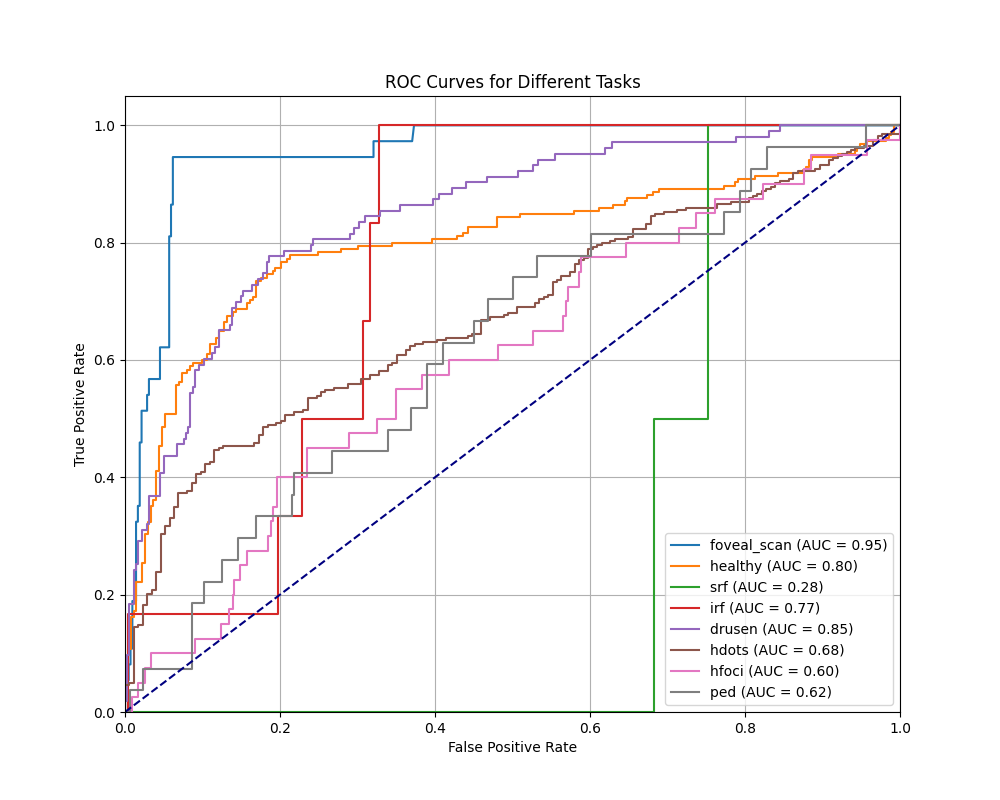 ROC Curves for Different Tasks
True Positive Rate
1.0
0.8
0.6
0.4
0.2
0.0
foveal_scan (AUC = 0.95)
healthy (AUC = 0.80)
srf (AUC = 0.28)
irf (AUC = 0.77)
drusen (AUC = 0.85)
hdots (AUC = 0.68)
hfoci (AUC = 0.60)
ped (AUC = 0.62)
0.0 0.2 0.4 0.6 0.8 1.0
False Positive Rate